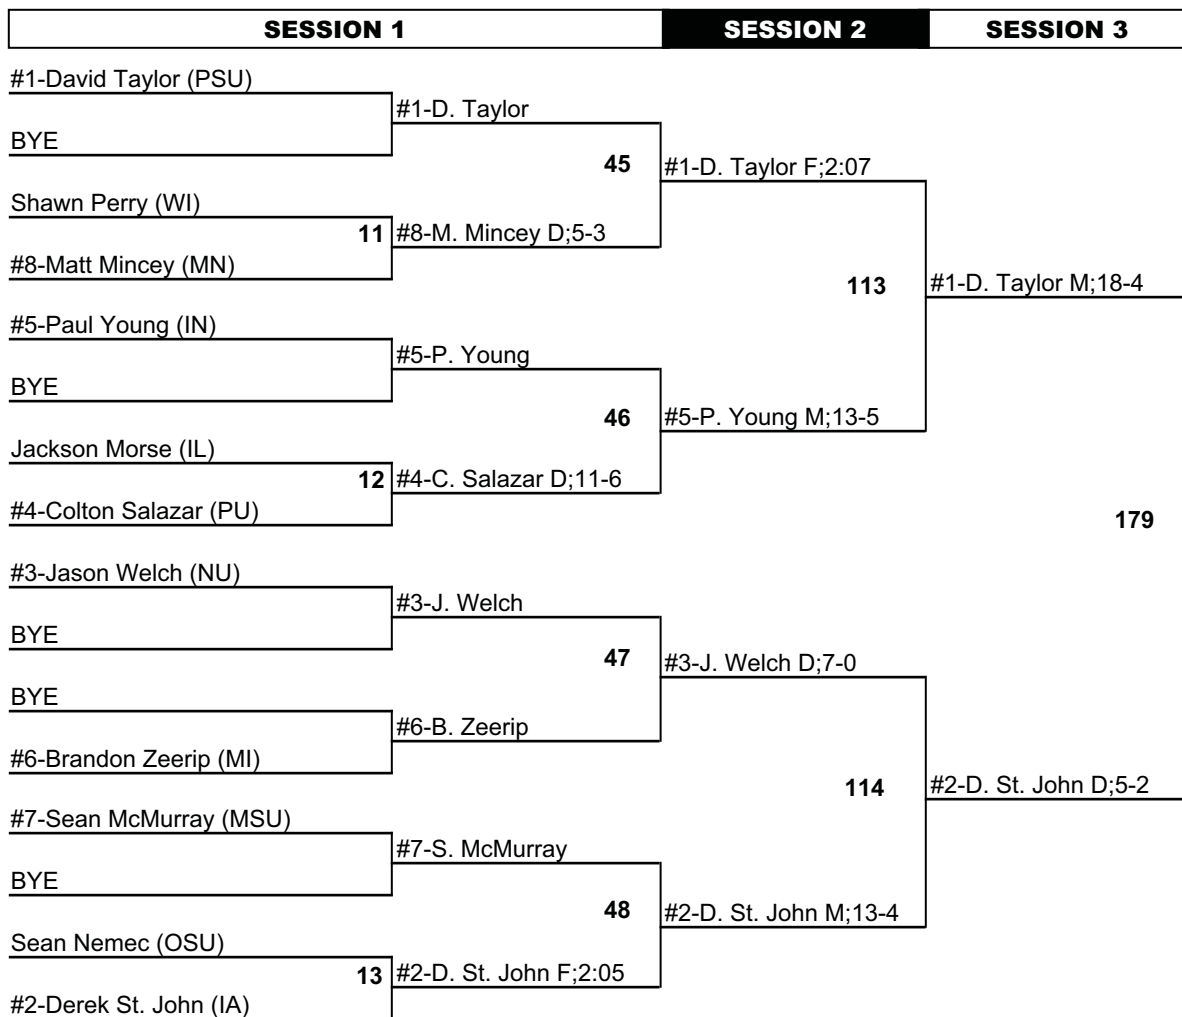 SESSION 1 SESSION 2 SESSION 3
#1-David Taylor (PSU)
#1-D. Taylor
BYE
45
#1-D. Taylor F;2:07
Shawn Perry (WI)
11 #8-M. Mincey D;5-3
#8-Matt Mincey (MN)
113
#1-D. Taylor M;18-4
#5-Paul Young (IN)
#5-P. Young
BYE
46
#5-P. Young M;13-5
Jackson Morse (IL)
12 #4-C. Salazar D;11-6
#4-Colton Salazar (PU)
179
#3-Jason Welch (NU)
#3-J. Welch
BYE
47
#3-J. Welch D;7-0
BYE
#6-B. Zeerip
#6-Brandon Zeerip (MI)
114
#2-D. St. John D;5-2
#7-Sean McMurray (MSU)
#7-S. McMurray
BYE
48
#2-D. St. John M;13-4
Sean Nemec (OSU)
13 #2-D. St. John F;2:05
#2-Derek St. John (IA)